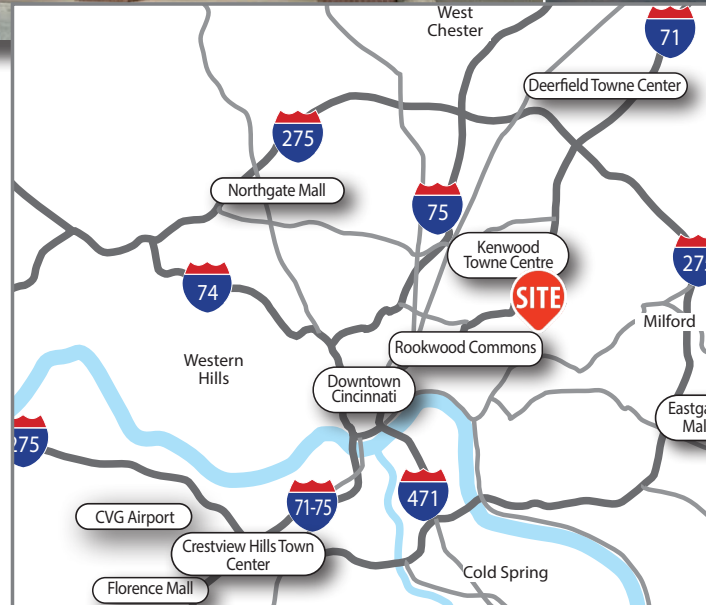 West
Chester
71
Deerfield Towne Center
275
Northgate Mall
75
Kenwood
Towne Centre
74
SITE
Milford
Rookwood Commons
Western
Hills
Downtown
Cincinnati
275
71-75
471
CVG Airport
Crestview Hills Town
Center
Cold Spring
Florence Mall